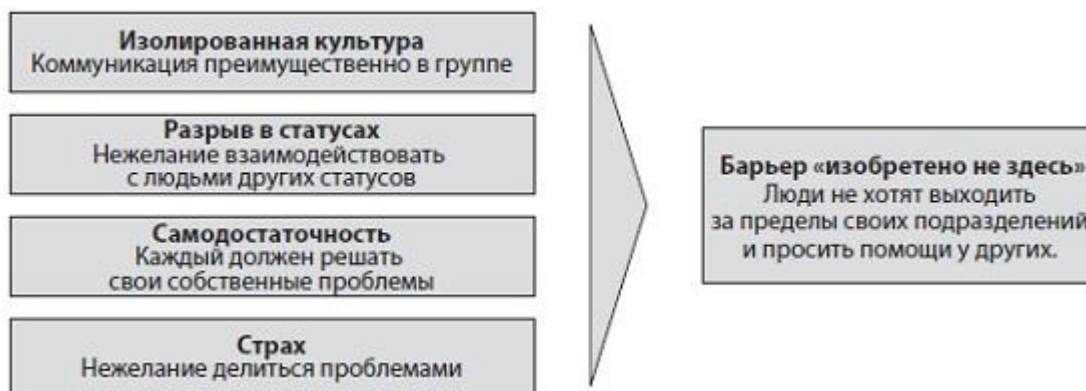 Изолированная культура
Коммуникация преимущественно в группе
Разрыв в статусах
Нежелание взаимодействовать
с людьми других статусов
Самодостаточность
Каждый должен решать
свои собственные проблемы
Страх
Нежелание делиться проблемами
Барьер «изобретено не здесь»
Люди не хотят выходить
за пределы своих подразделений
и просить помощи у других.